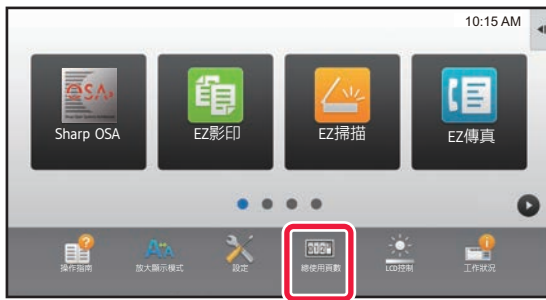 10:15 AM
OSA
Sharp OSA
EZ影印
EZ掃描
EZ傳真
操作指南
放大顯示模式
設定
總使用頁數
LCD控制
工作狀況